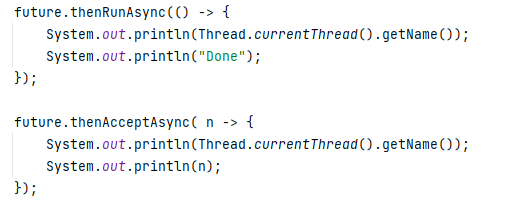 future.thenRunAsync(() -> {
    System.out.println(Thread.currentThread().getName());
    System.out.println("Done");
});

future.thenAcceptAsync( n -> {
    System.out.println(Thread.currentThread().getName());
    System.out.println(n);
});